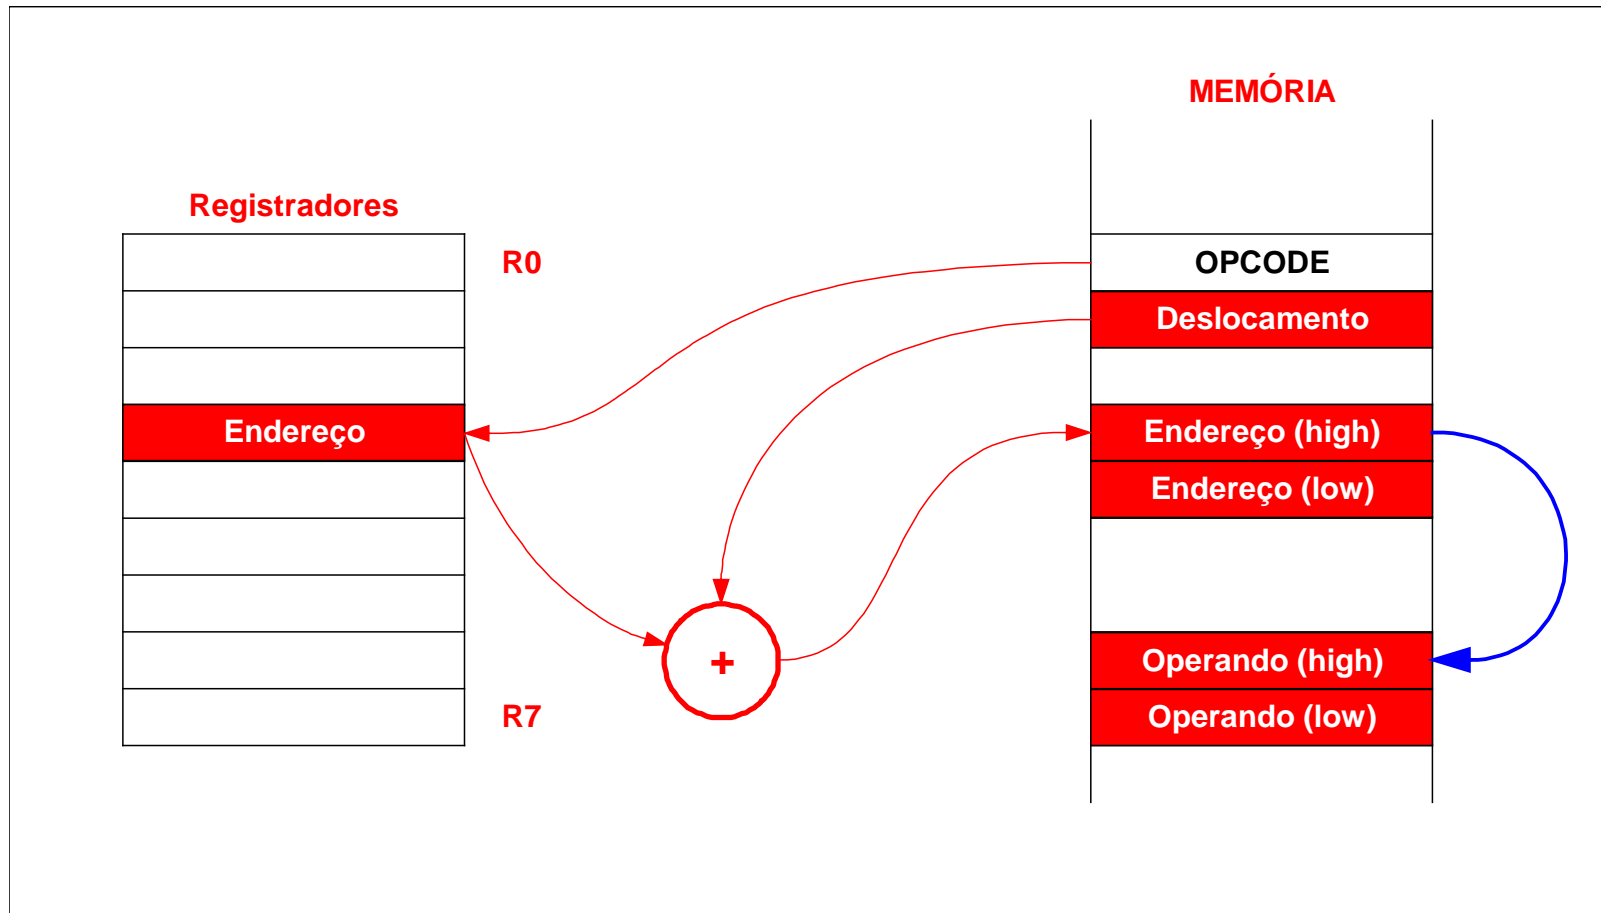 MEMÓRIA
Registradores
R0
OPCODE
Deslocamento
Endereço
Endereço (high)
Endereço (low)
+
Operando (high)
R7
Operando (low)